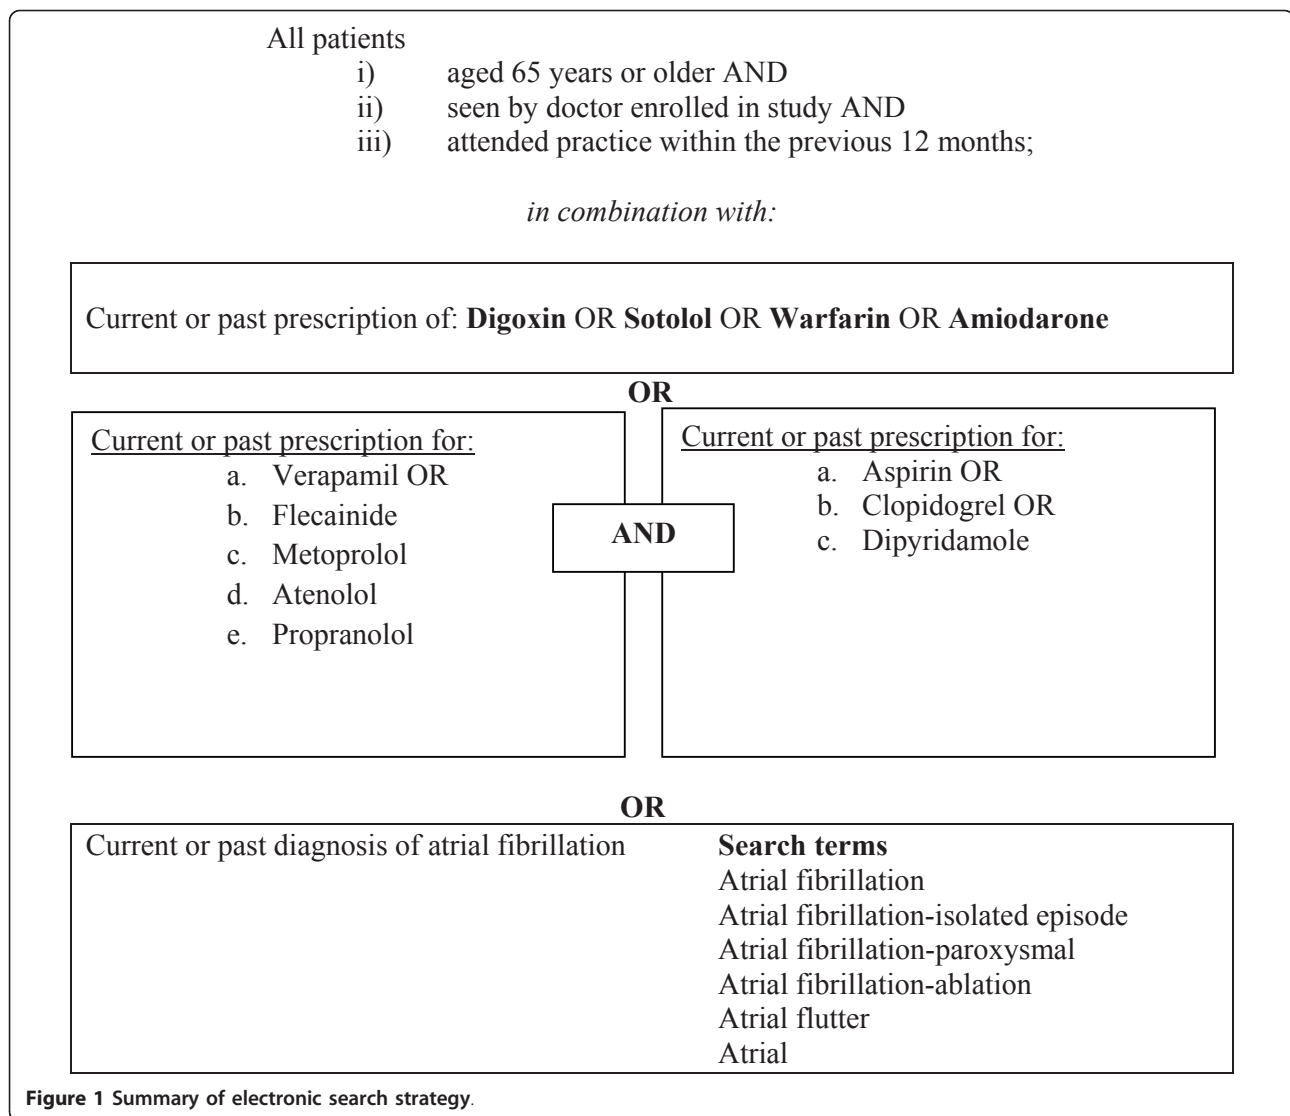 All patients
i) aged 65 years or older AND
ii) seen by doctor enrolled in study AND
iii) attended practice within the previous 12 months;
in combination with:
Current or past prescription of: Digoxin OR Sotolol OR Warfarin OR Amiodarone
OR
Current or past prescription for:
a. Verapamil OR
b. Flecainide
c. Metoprolol
d. Atenolol
e. Propranolol
AND
Current or past prescription for:
a. Aspirin OR
b. Clopidogrel OR
c. Dipyridamole
OR
Current or past diagnosis of atrial fibrillation
Search terms
Atrial fibrillation
Atrial fibrillation-isolated episode
Atrial fibrillation-paroxysmal
Atrial fibrillation-ablation
Atrial flutter
Atrial
Figure 1 Summary of electronic search strategy.